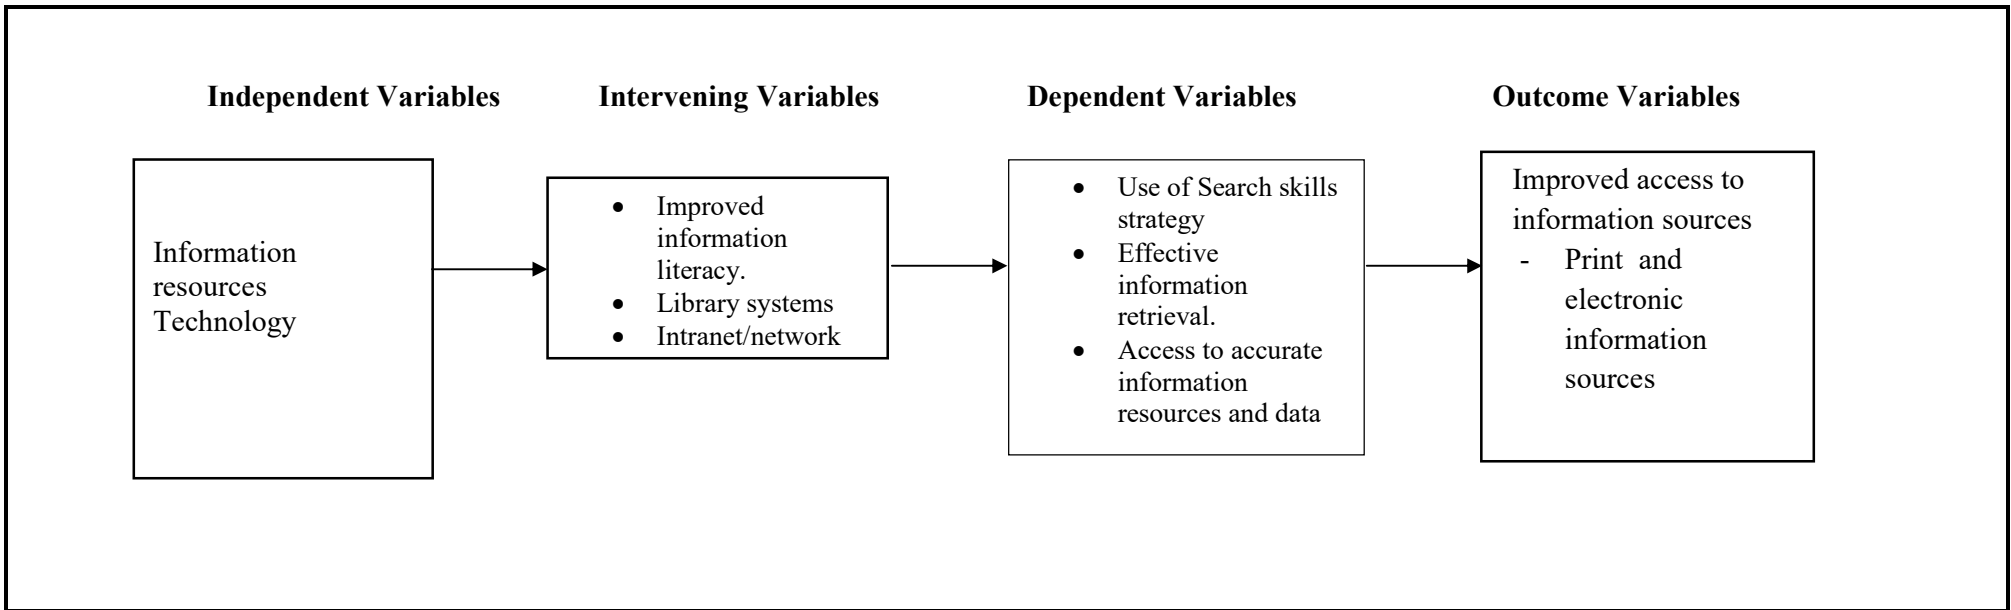 Independent Variables
Intervening Variables
Dependent Variables
Outcome Variables
Information
resources
Technology
• Improved
information
literacy.
• Library systems
• Intranet/network
• Use of Search skills
strategy
• Effective
information
retrieval.
• Access to accurate
information
resources and data
Improved access to
information sources
- Print and
electronic
information
sources